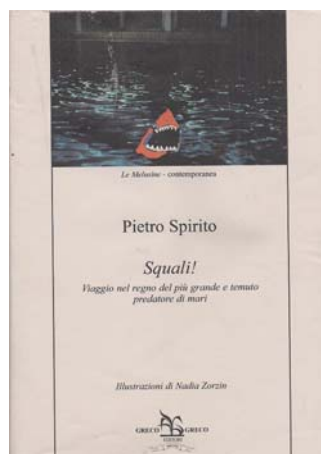 Le Melusine - contemporanea
Pietro Spirito
Squali!
Viaggio nel regno del più grande e temuto
predatore di mari
Illustrazioni di Nadia Zorzin
GRECO GRECO
EDITORI